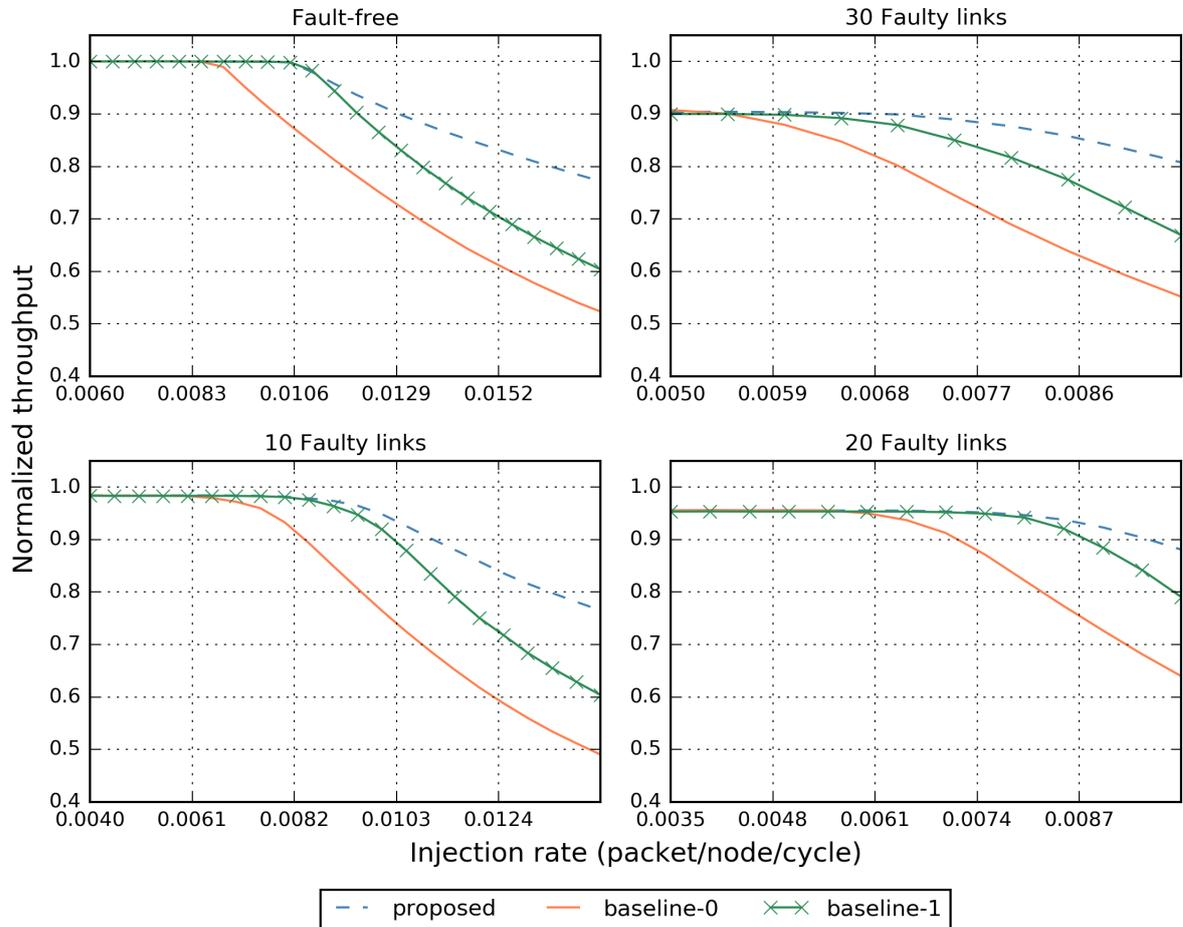 Fault-free
1.0
0.9
0.8
0.7
0.6
0.5
0.4
0.0060 0.0083 0.0106 0.0129 0.0152
30 Faulty links
1.0
0.9
0.8
0.7
0.6
0.5
0.4
0.0050 0.0059 0.0068 0.0077 0.0086
Normalized throughput
10 Faulty links
1.0
0.9
0.8
0.7
0.6
0.5
0.4
0.0040 0.0061 0.0082 0.0103 0.0124
20 Faulty links
1.0
0.9
0.8
0.7
0.6
0.5
0.4
0.0035 0.0048 0.0061 0.0074 0.0087
Injection rate (packet/node/cycle)
proposed baseline-0 baseline-1